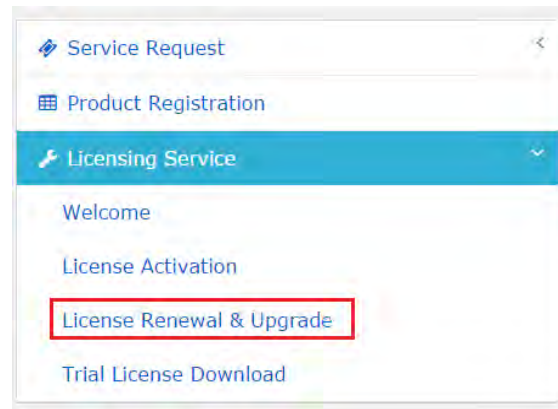 Service Request
Product Registration
Licensing Service
Welcome
License Activation
License Renewal & Upgrade
Trial License Download